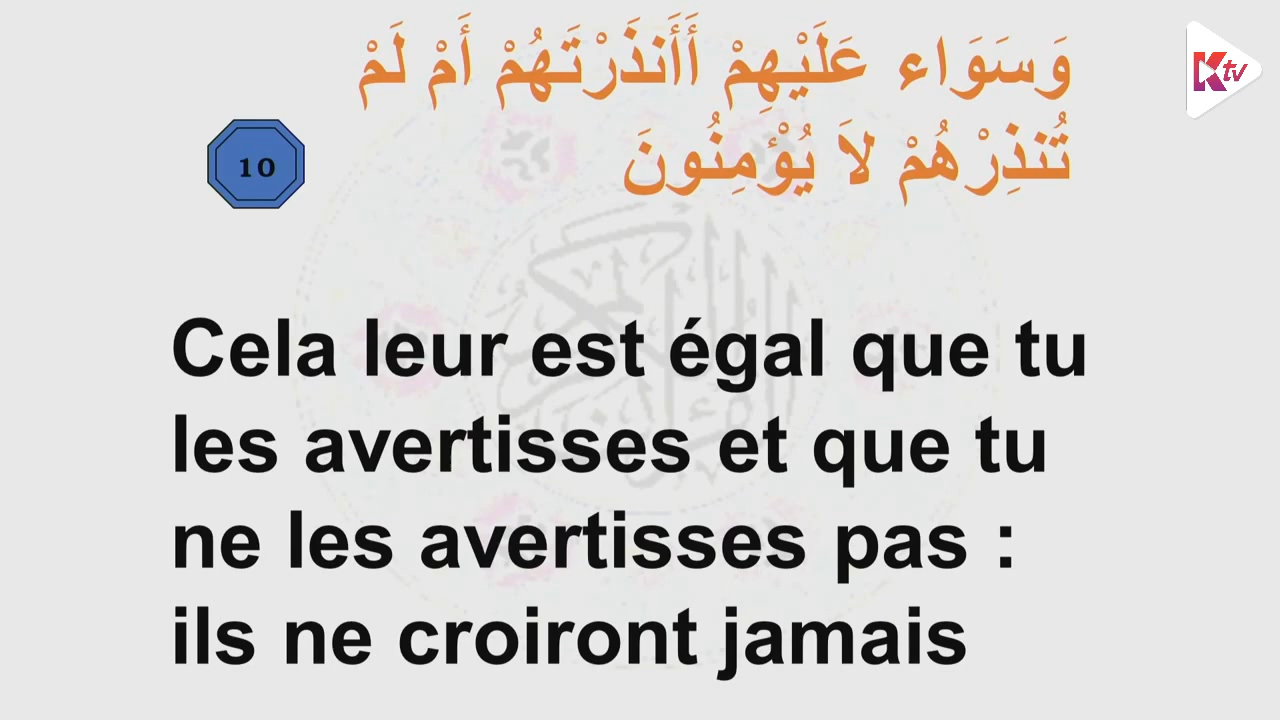 وَسَوَاء عَلَيْهِمْ أَأَنذَرْتَهُمْ أَمْ لَمْ
تُنذِرْهُمْ لاَ يُؤْمِنُونَ
10
Cela leur est égal que tu
les avertisses et que tu
ne les avertisses pas :
ils ne croiront jamais
Ktv